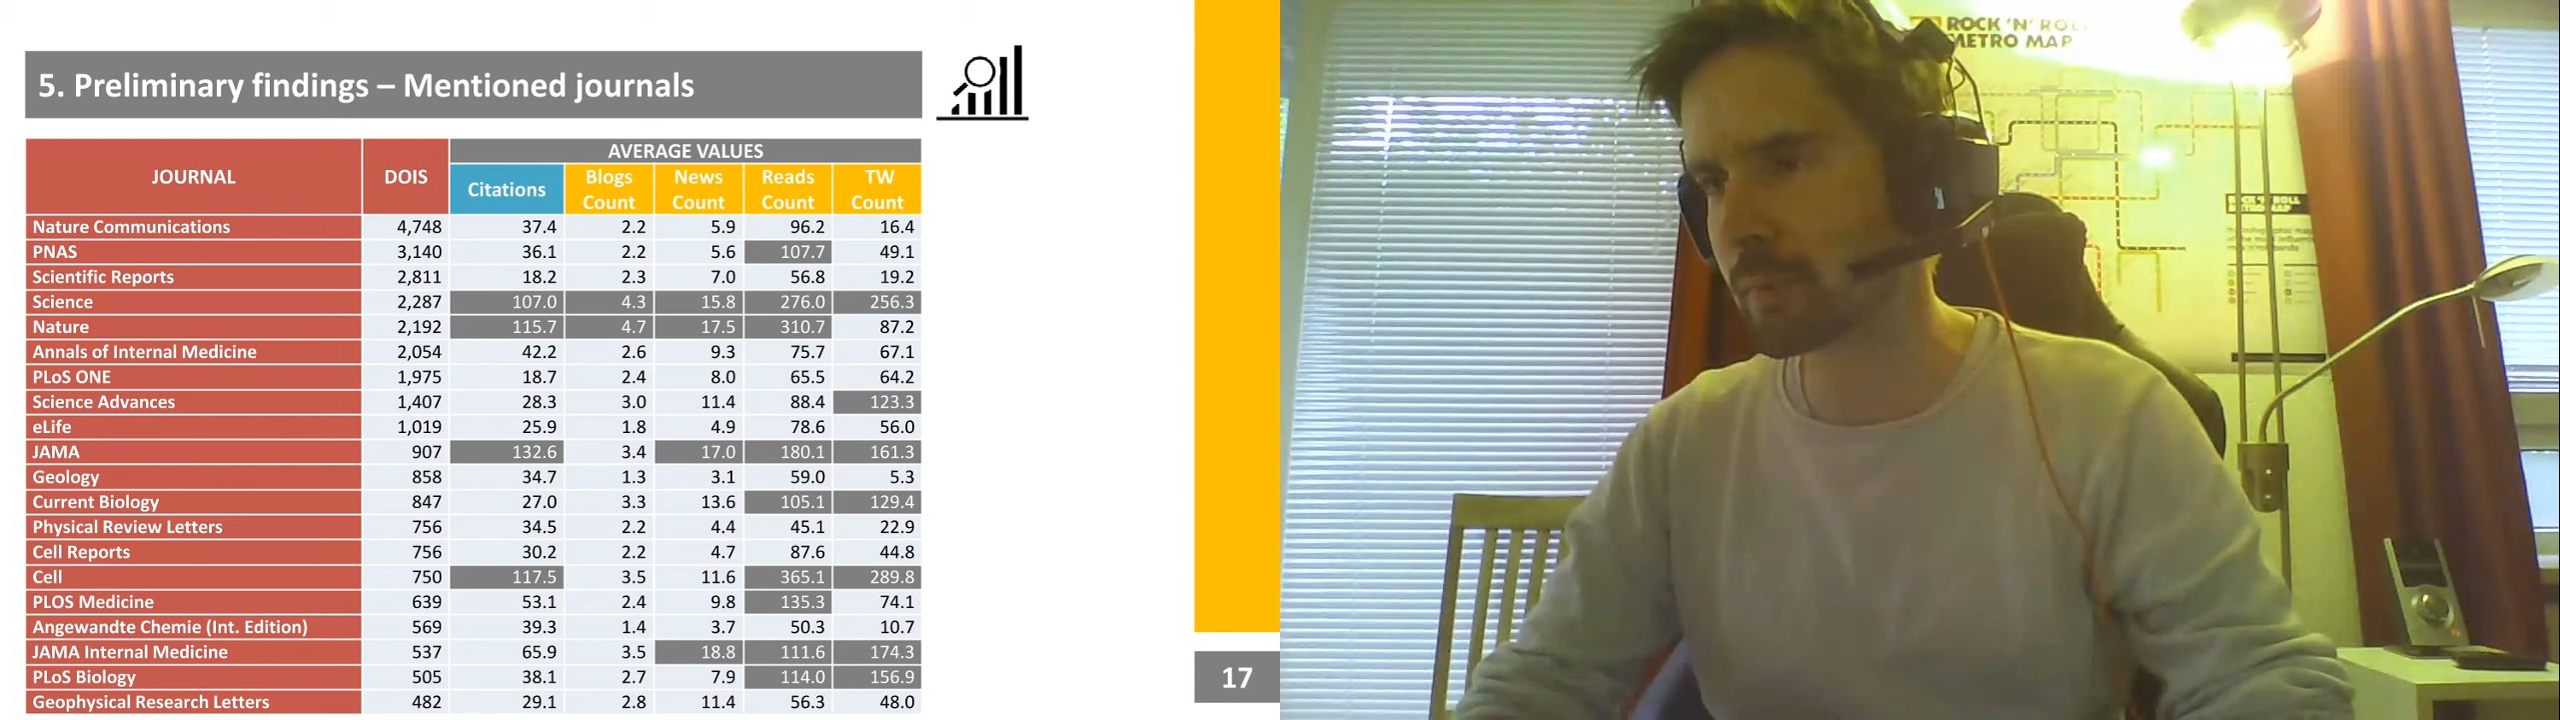 5. Preliminary findings – Mentioned journals
JOURNAL DOIS AVERAGE VALUES
Citations Blogs Count News Count Reads Count TW Count
Nature Communications 4,748 37.4 2.2 5.9 96.2 16.4
PNAS 3,140 36.1 2.2 5.6 107.7 49.1
Scientific Reports 2,811 18.2 2.3 7.0 56.8 19.2
Science 2,287 107.0 4.3 15.8 276.0 256.3
Nature 2,192 115.7 4.7 17.5 310.7 87.2
Annals of Internal Medicine 2,054 42.2 2.6 9.3 75.7 67.1
PLoS ONE 1,975 18.7 2.4 8.0 65.5 64.2
Science Advances 1,407 28.3 3.0 11.4 88.4 123.3
eLife 1,019 25.9 1.8 4.9 78.6 56.0
JAMA 907 132.6 3.4 17.0 180.1 161.3
Geology 858 34.7 1.3 3.1 59.0 5.3
Current Biology 847 27.0 3.3 13.6 105.1 129.4
Physical Review Letters 756 34.5 2.2 4.4 45.1 22.9
Cell Reports 756 30.2 2.2 4.7 87.6 44.8
Cell 750 117.5 3.5 11.6 365.1 289.8
PLOS Medicine 639 53.1 2.4 9.8 135.3 74.1
Angewandte Chemie (Int. Edition) 569 39.3 1.4 3.7 50.3 10.7
JAMA Internal Medicine 537 65.9 3.5 18.8 111.6 174.3
PLoS Biology 505 38.1 2.7 7.9 114.0 156.9
Geophysical Research Letters 482 29.1 2.8 11.4 56.3 48.0
17
ROCK 'N' ROLL
METRO MAP
ROCK 'N' ROLL
METRO MAP